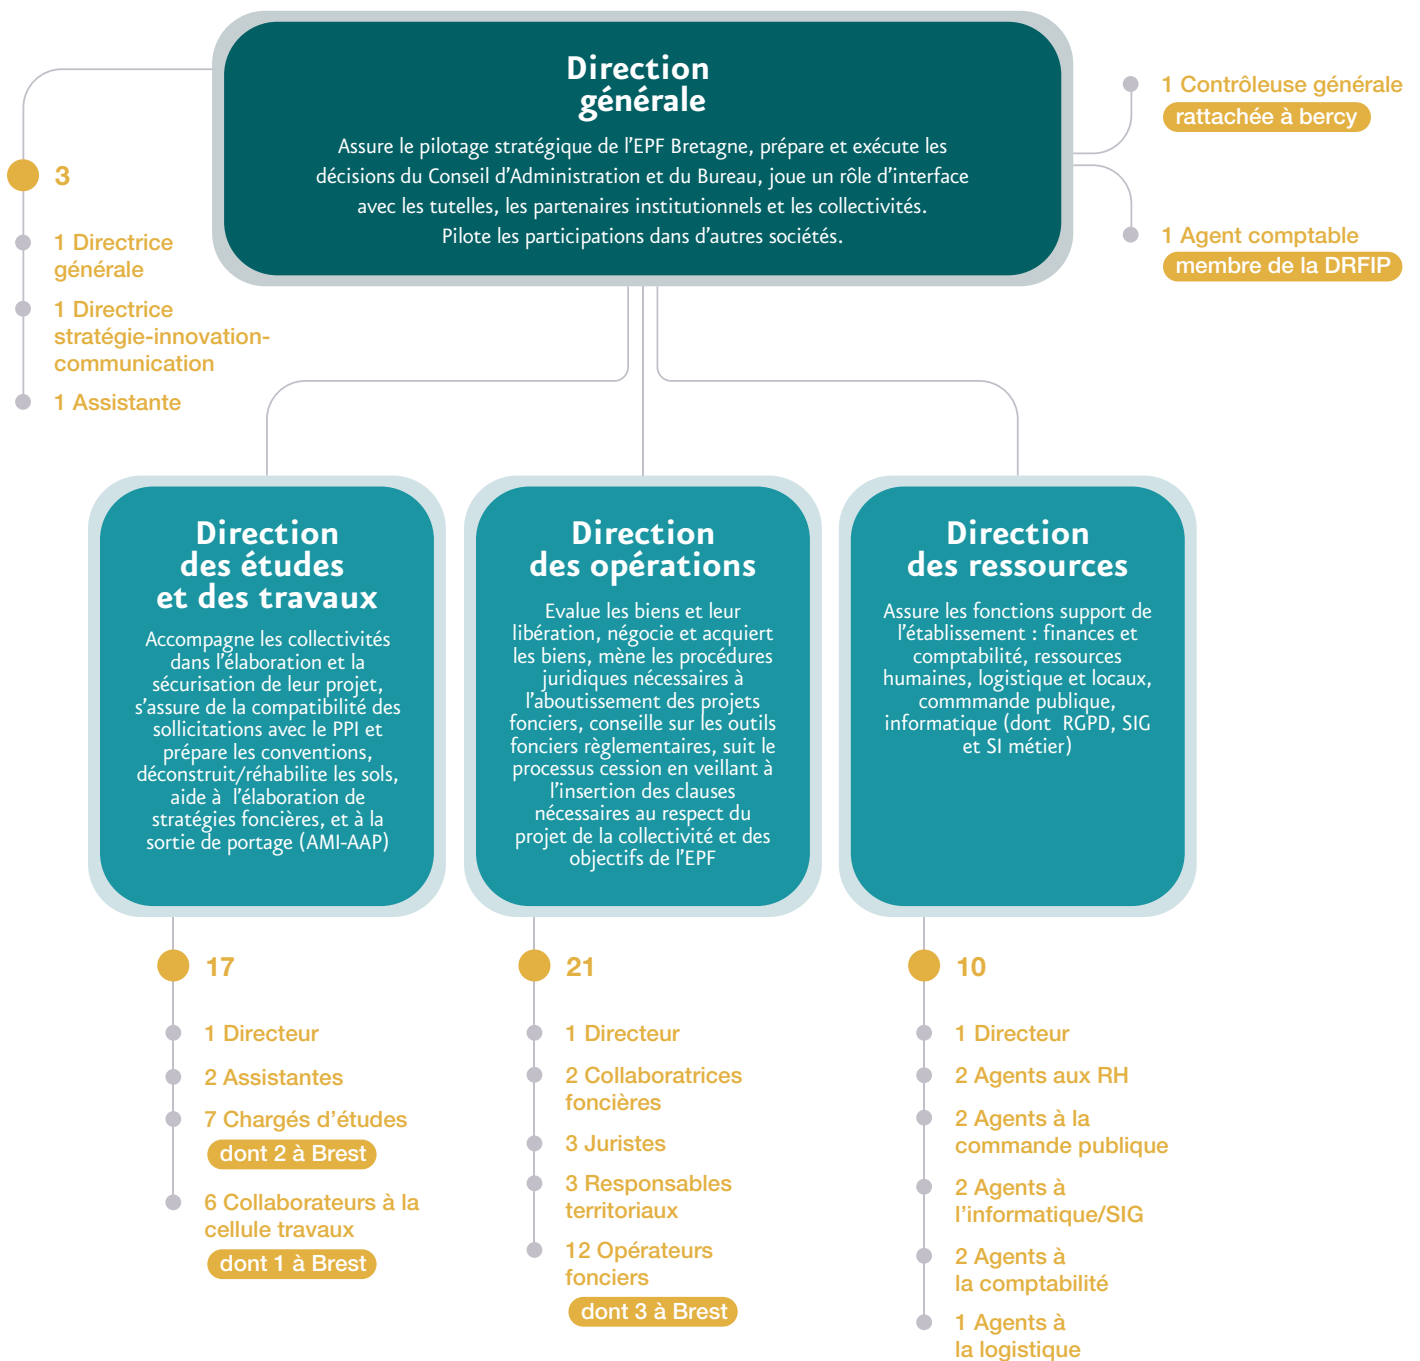 Direction
générale
Assure le pilotage stratégique de l'EPF Bretagne, prépare et exécute les
décisions du Conseil d'Administration et du Bureau, joue un rôle d'interface
avec les tutelles, les partenaires institutionnels et les collectivités.
Pilote les participations dans d'autres sociétés.
1 Contrôleuse générale
rattachée à bercy
1 Agent comptable
membre de la DRFIP
3
1 Directrice
générale
1 Directrice
stratégie-innovation-
communication
1 Assistante
Direction
des études
et des travaux
Accompagne les collectivités
dans l'élaboration et la
sécurisation de leur projet,
s'assure de la compatibilité des
sollicitations avec le PPI et
prépare les conventions,
déconstruit/réhabilite les sols,
aide à l'élaboration de
stratégies foncières, et à la
sortie de portage (AMI-AAP)
17
1 Directeur
2 Assistantes
7 Chargés d'études
dont 2 à Brest
6 Collaborateurs à la
cellule travaux
dont 1 à Brest
Direction
des opérations
Evalue les biens et leur
libération, négocie et acquiert
les biens, mène les procédures
juridiques nécessaires à
l'aboutissement des projets
fonciers, conseille sur les outils
fonciers règlementaires, suit le
processus cession en veillant à
l'insertion des clauses
nécessaires au respect du
projet de la collectivité et des
objectifs de l'EPF
21
1 Directeur
2 Collaboratrices
foncières
3 Juristes
3 Responsables
territoriaux
12 Opérateurs
fonciers
dont 3 à Brest
Direction
des ressources
Assure les fonctions support de
l'établissement : finances et
comptabilité, ressources
humaines, logistique et locaux,
commmande publique,
informatique (dont RGPD, SIG
et SI métier)
10
1 Directeur
2 Agents aux RH
2 Agents à la
commande publique
2 Agents à
l'informatique/SIG
2 Agents à
la comptabilité
1 Agents à
la logistique